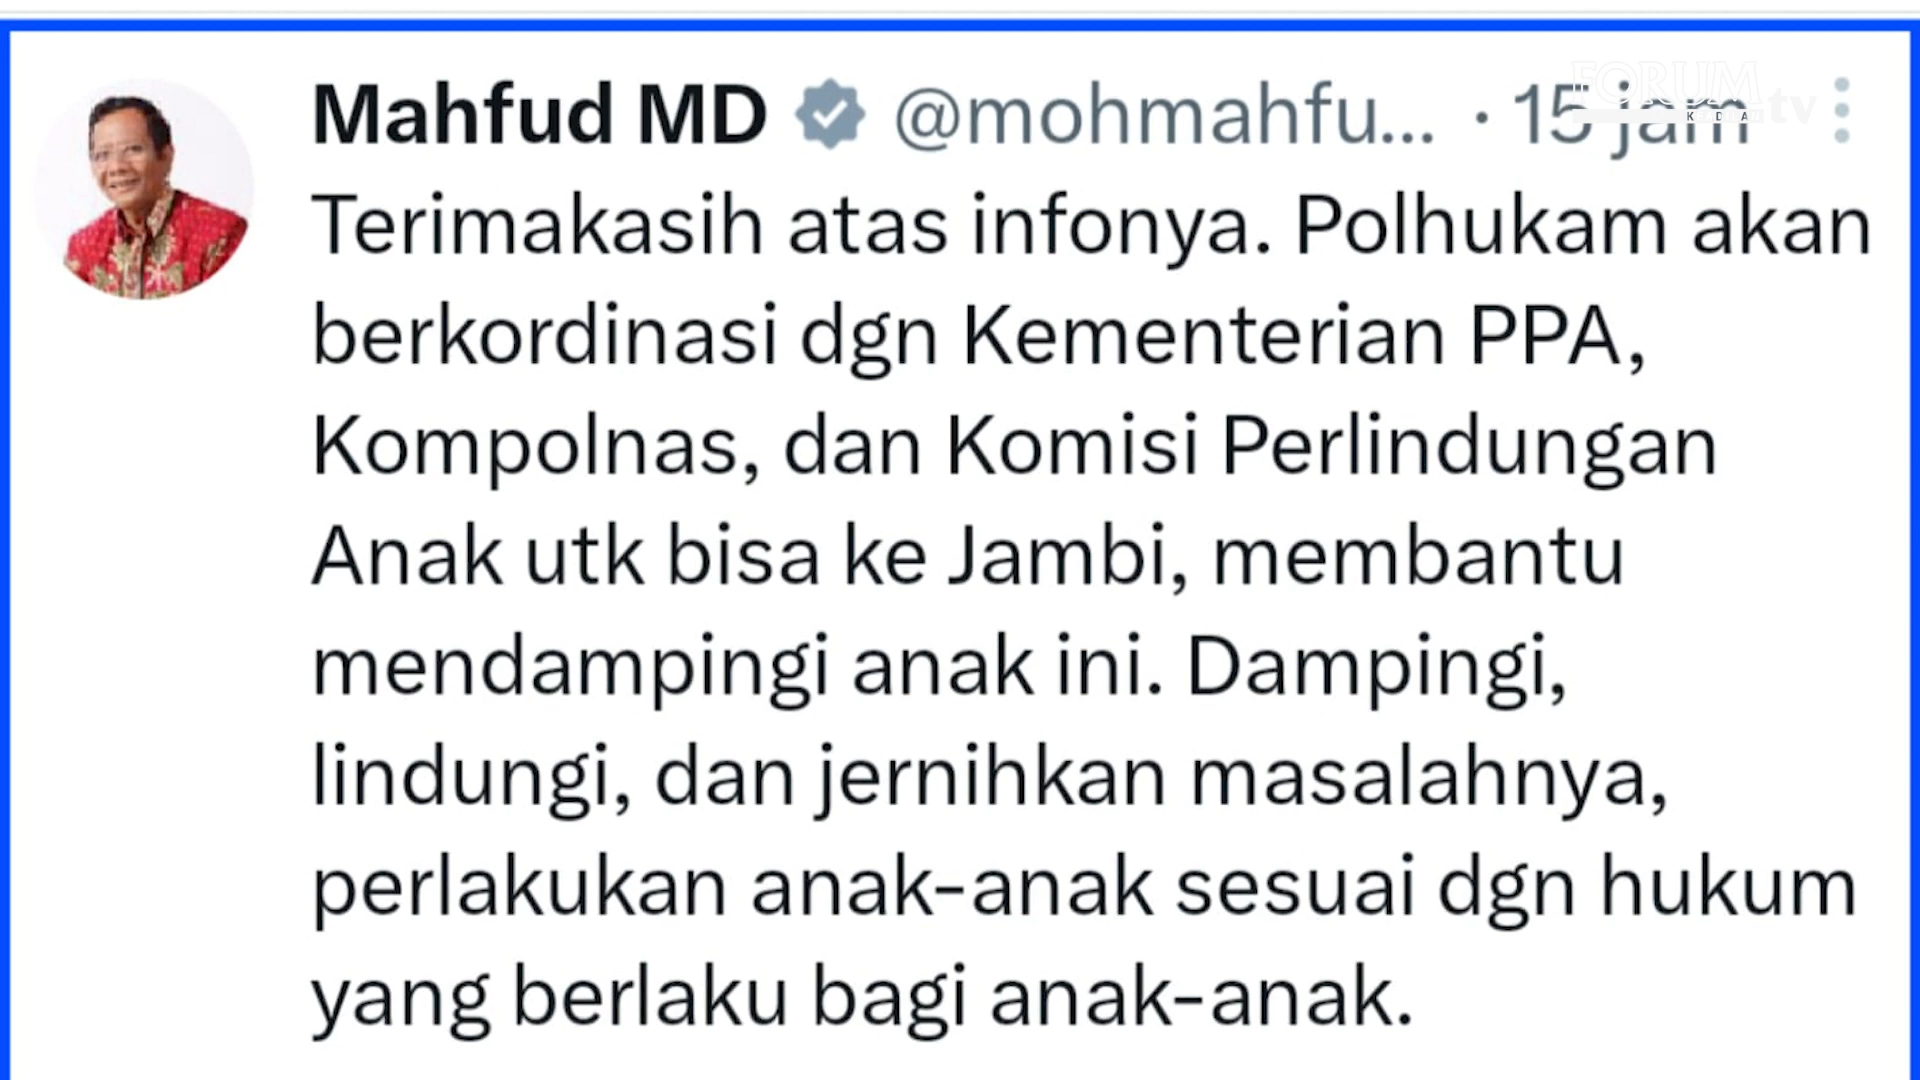 Mahfud MD @mohmahfu... · 15 jam
FORUM
tv
Terimakasih atas infonya. Polhukam akan
berkordinasi dgn Kementerian PPA,
Kompolnas, dan Komisi Perlindungan
Anak utk bisa ke Jambi, membantu
mendampingi anak ini. Dampingi,
lindungi, dan jernihkan masalahnya,
perlakukan anak-anak sesuai dgn hukum
yang berlaku bagi anak-anak.